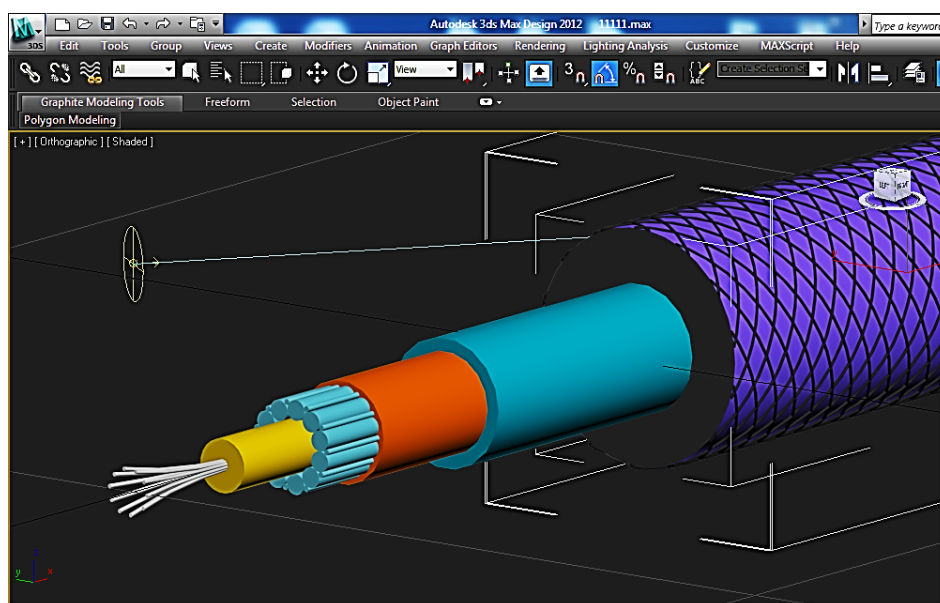 Autodesk 3ds Max Design 2012 11111.max
Type a keyword
3DS
Edit Tools Group Views Create Modifiers Animation Graph Editors Rendering Lighting Analysis Customize MAXScript Help
All
View
3
%
ABC
Create Selection Se
Graphite Modeling Tools Freeform Selection Object Paint
Polygon Modeling
[ + ] [ Orthographic ] [ Shaded ]
z
y x